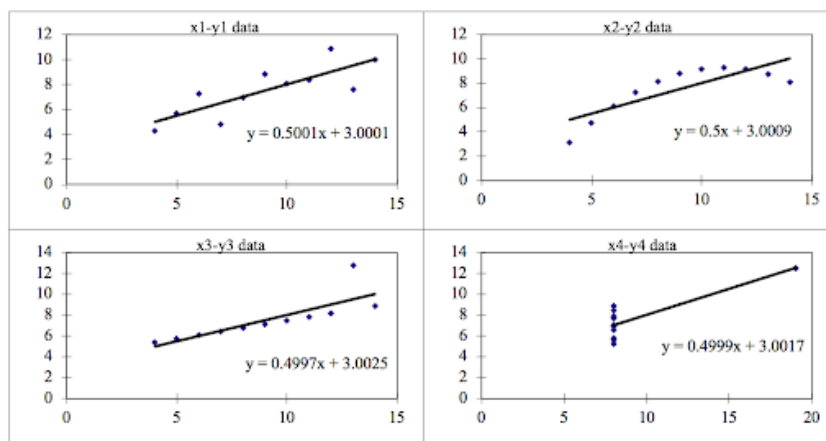 x1-y1 data
12
10
8
6
4
2
0
y = 0.5001x + 3.0001
0 5 10 15
x2-y2 data
12
10
8
6
4
2
0
y = 0.5x + 3.0009
0 5 10 15
x3-y3 data
14
12
10
8
6
4
2
0
y = 0.4997x + 3.0025
0 5 10 15
x4-y4 data
14
12
10
8
6
4
2
0
y = 0.4999x + 3.0017
0 5 10 15 20